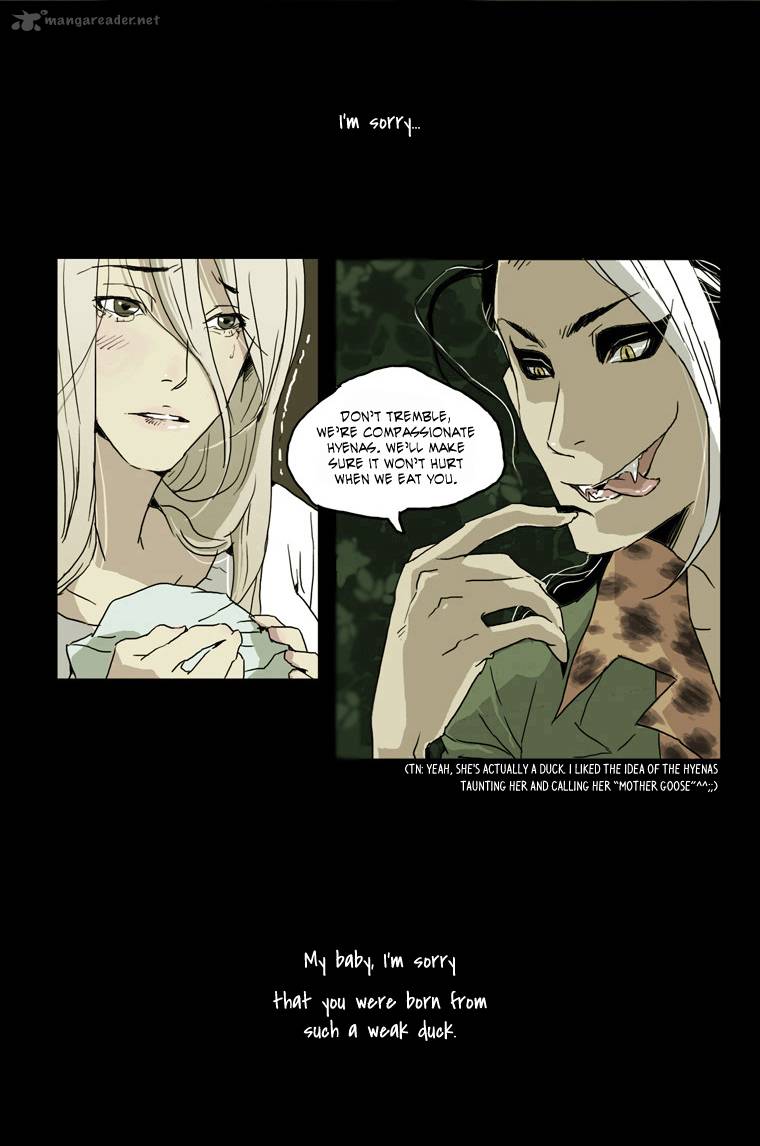 mangareader.net
I'm sorry...
DON'T TREMBLE,
WE'RE COMPASSIONATE
HYENAS. WE'LL MAKE
SURE IT WON'T HURT
WHEN WE EAT YOU.
(TN: YEAH, SHE'S ACTUALLY A DUCK. I LIKED THE IDEA OF THE HYENAS
TAUNTING HER AND CALLING HER "MOTHER GOOSE"^^;;)
My baby, I'm sorry
that you were born from
such a weak duck.